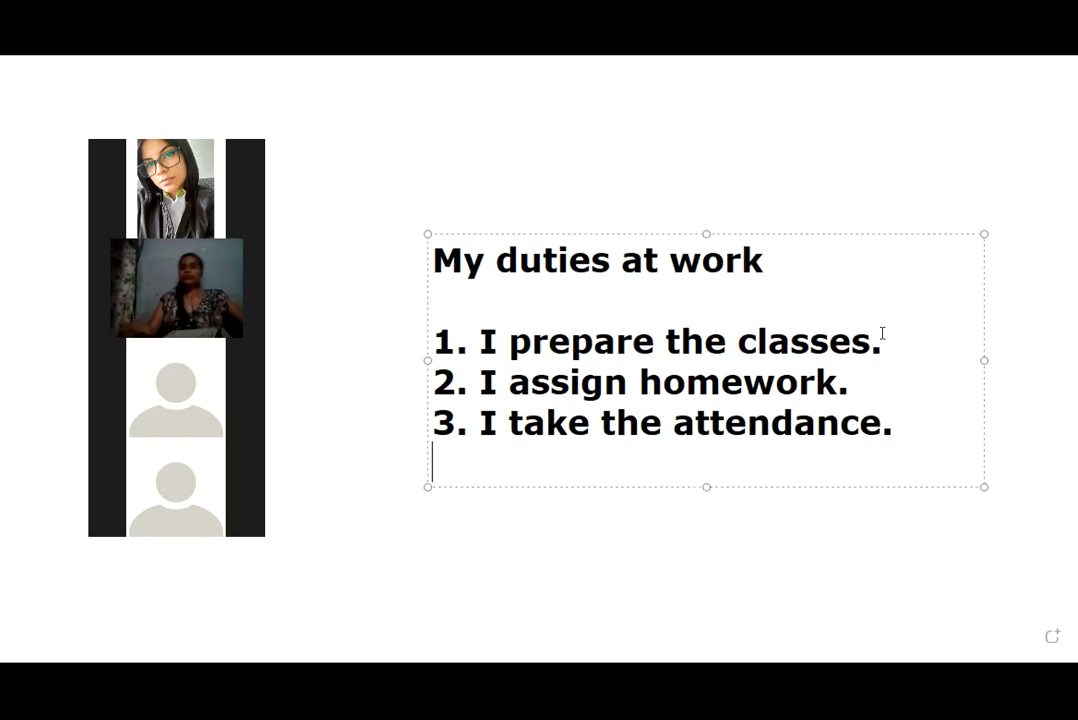 My duties at work
1. I prepare the classes.
2. I assign homework.
3. I take the attendance.